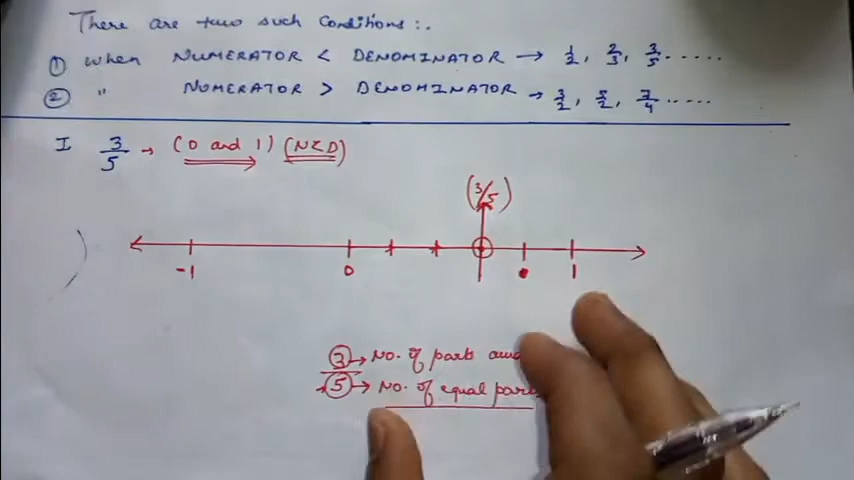 There are two such Conditions:.
① when NUMERATOR < DENOMINATOR → 1/2, 2/3, 3/5.....
② " NUMERATOR > DENOMINATOR → 3/2, 5/2, 7/4.....
I 3/5 → (0 and 1) (N<D)
(3/5)
-1 0 1
3 → No. of parts
5 → No. of equal